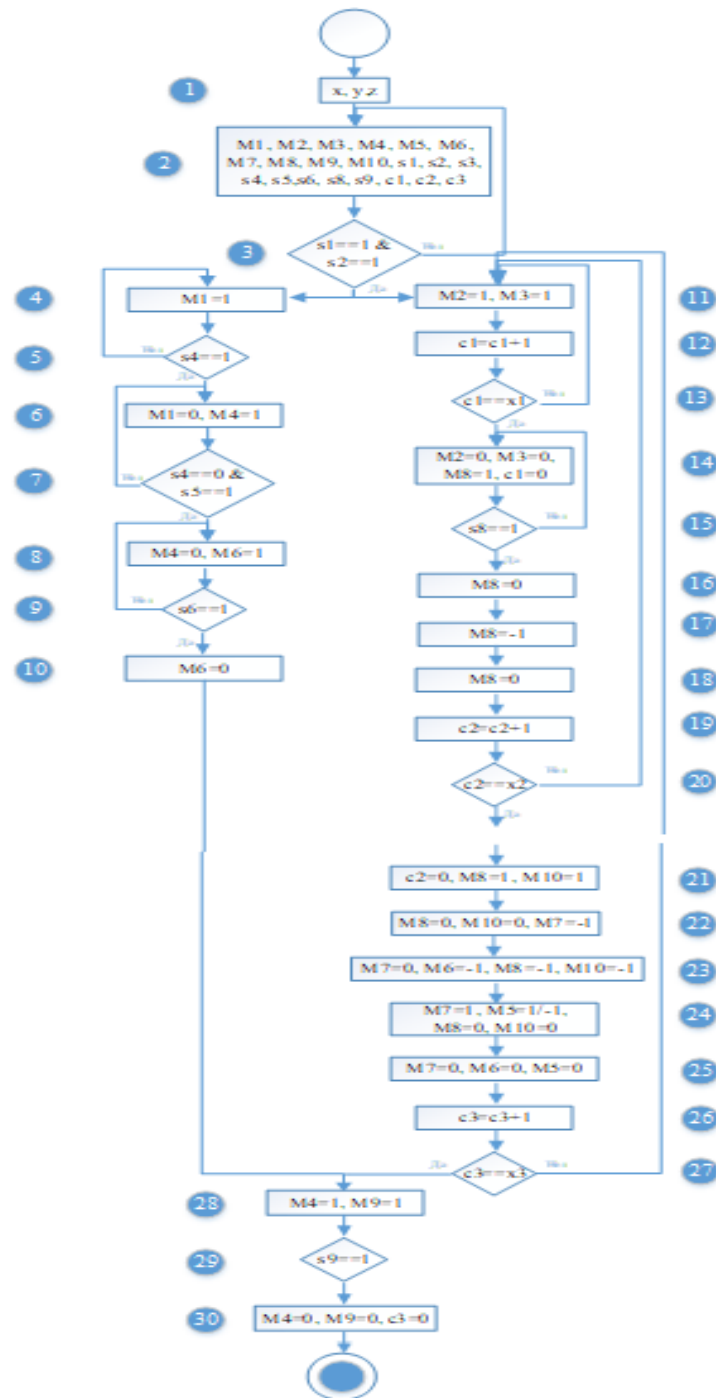 1
x, y,z
2
M1, M2, M3, M4, M5, M6,
M7, M8, M9, M10, s1, s2, s3,
s4, s5,s6, s8, s9, c1, c2, c3
3
s1==1 &
s2==1
Да
4
M1=1
M2=1, M3=1
11
5
s4==1
Да
c1=c1+1
12
6
M1=0, M4=1
c1==x1
Да
13
7
s4==0 &
s5==1
Да
M2=0, M3=0,
M8=1, c1=0
14
8
M4=0, M6=1
s8==1
Да
15
9
s6==1
Да
M8=0
16
10
M6=0
M8=-1
17
M8=0
18
c2=c2+1
19
c2==x2
Да
20
c2=0, M8=1, M10=1
21
M8=0, M10=0, M7=-1
22
M7=0, M6=-1, M8=-1, M10=-1
23
M7=1, M5=1/-1,
M8=0, M10=0
24
M7=0, M6=0, M5=0
25
c3=c3+1
26
Да
c3==x3
27
28
M4=1, M9=1
29
s9==1
30
M4=0, M9=0, c3=0